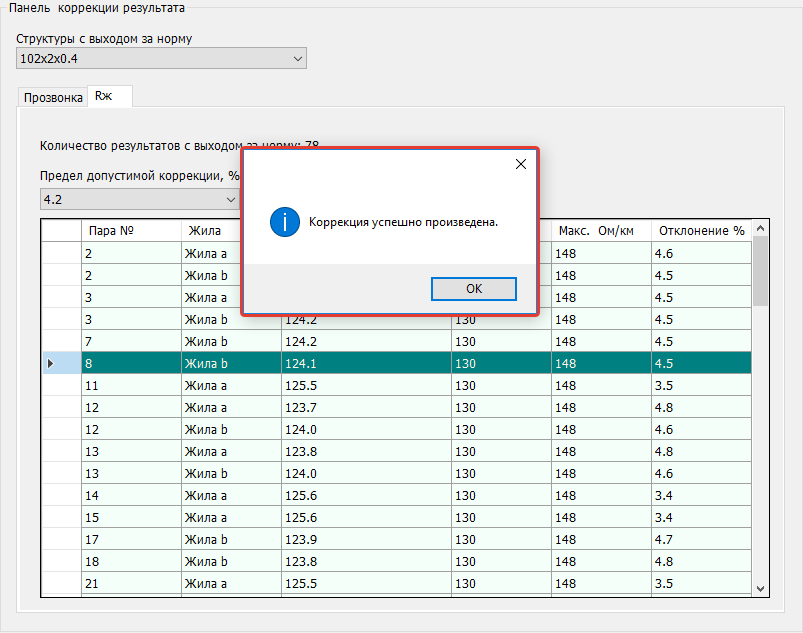 Панель коррекции результата
Структуры с выходом за норму
102x2x0.4
Прозвонка Rж
Количество результатов с выходом за норму: 78
Предел допустимой коррекции, %
4.2
Коррекция успешно произведена.
OK
Пара № Жила Макс. Ом/км Отклонение %
2 Жила a 148 4.6
2 Жила b 148 4.5
3 Жила a 148 4.5
3 Жила b 124.2 130 148 4.5
7 Жила b 124.2 130 148 4.5
8 Жила b 124.1 130 148 4.5
11 Жила a 125.5 130 148 3.5
12 Жила a 123.7 130 148 4.8
12 Жила b 124.0 130 148 4.6
13 Жила a 123.8 130 148 4.8
13 Жила b 124.0 130 148 4.6
14 Жила a 125.6 130 148 3.4
15 Жила a 125.6 130 148 3.4
17 Жила b 123.9 130 148 4.7
18 Жила b 123.8 130 148 4.8
21 Жила a 125.5 130 148 3.5